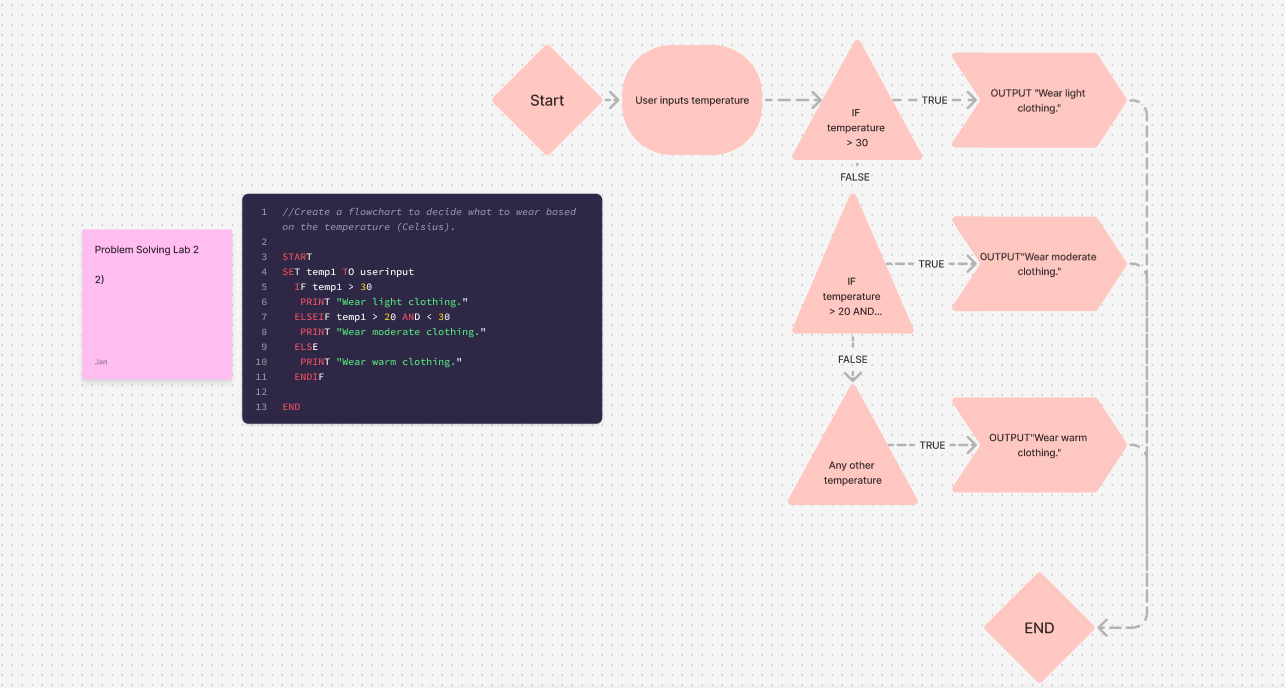 Problem Solving Lab 2
2)
Jan
1 //Create a flowchart to decide what to wear based
on the temperature (Celsius).
2
3 START
4 SET temp1 TO userinput
5 IF temp1 > 30
6 PRINT "Wear light clothing."
7 ELSEIF temp1 > 20 AND < 30
8 PRINT "Wear moderate clothing."
9 ELSE
10 PRINT "Wear warm clothing."
11 ENDIF
12
13 END
Start
User inputs temperature
IF
temperature
> 30
TRUE
OUTPUT "Wear light
clothing."
FALSE
IF
temperature
> 20 AND...
TRUE
OUTPUT"Wear moderate
clothing."
FALSE
Any other
temperature
TRUE
OUTPUT"Wear warm
clothing."
END